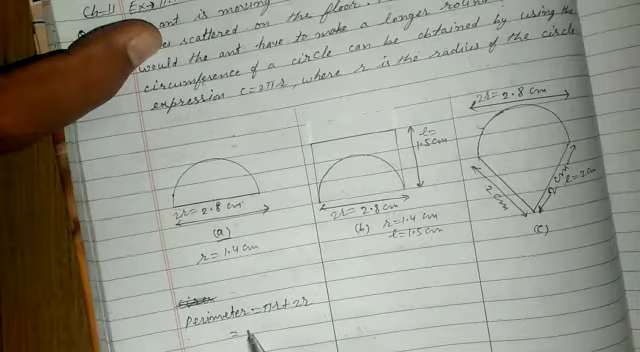 Ch-11 Ex→ 11.
ant is moving
scattered on the floor.
would the ant have to make a longer round
circumference of a circle can be obtained by using the
expression c=2πr, where r is the radius of the circle
2r = 2.8 cm
(a)
r = 1.4 cm
l=
1.5cm
2r = 2.8 cm
(b) r = 1.4 cm
l = 1.5 cm
2r = 2.8 cm
2 cm
l = 2 cm
(c)
Perimeter = πr + 2r
=